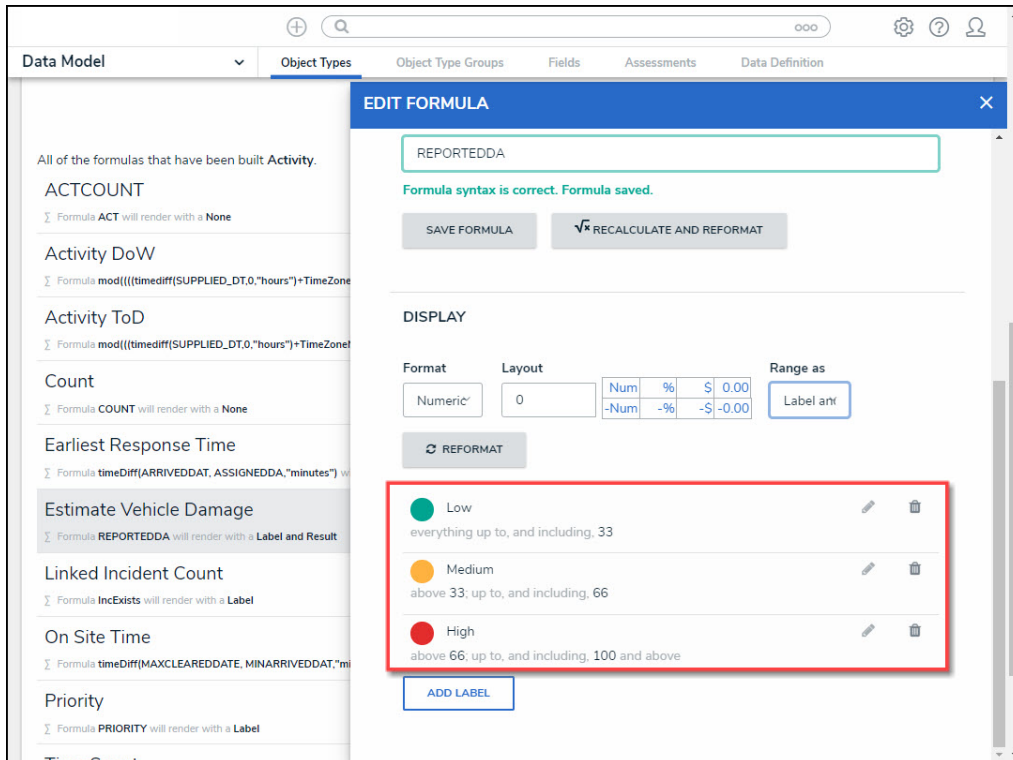 ooo
Data Model
Object Types
Object Type Groups
Fields
Assessments
Data Definition
All of the formulas that have been built Activity.
ACTCOUNT
∑ Formula ACT will render with a None
Activity DoW
∑ Formula mod((((timediff(SUPPLIED_DT,0,"hours")+TimeZone
Activity ToD
∑ Formula mod(((timediff(SUPPLIED_DT,0,"hours")+TimeZone
Count
∑ Formula COUNT will render with a None
Earliest Response Time
∑ Formula timeDiff(ARRIVEDDAT, ASSIGNEDDA,"minutes") w
Estimate Vehicle Damage
∑ Formula REPORTEDDA will render with a Label and Result
Linked Incident Count
∑ Formula IncExists will render with a Label
On Site Time
∑ Formula timeDiff(MAXCLEAREDDATE, MINARRIVEDDAT,"mi
Priority
∑ Formula PRIORITY will render with a Label
EDIT FORMULA
REPORTEDDA
Formula syntax is correct. Formula saved.
SAVE FORMULA
√x RECALCULATE AND REFORMAT
DISPLAY
Format Layout Range as
Numeric 0 Label an
Num % $ 0.00
-Num -% -$ -0.00
REFORMAT
Low
everything up to, and including, 33
Medium
above 33; up to, and including, 66
High
above 66; up to, and including, 100 and above
ADD LABEL